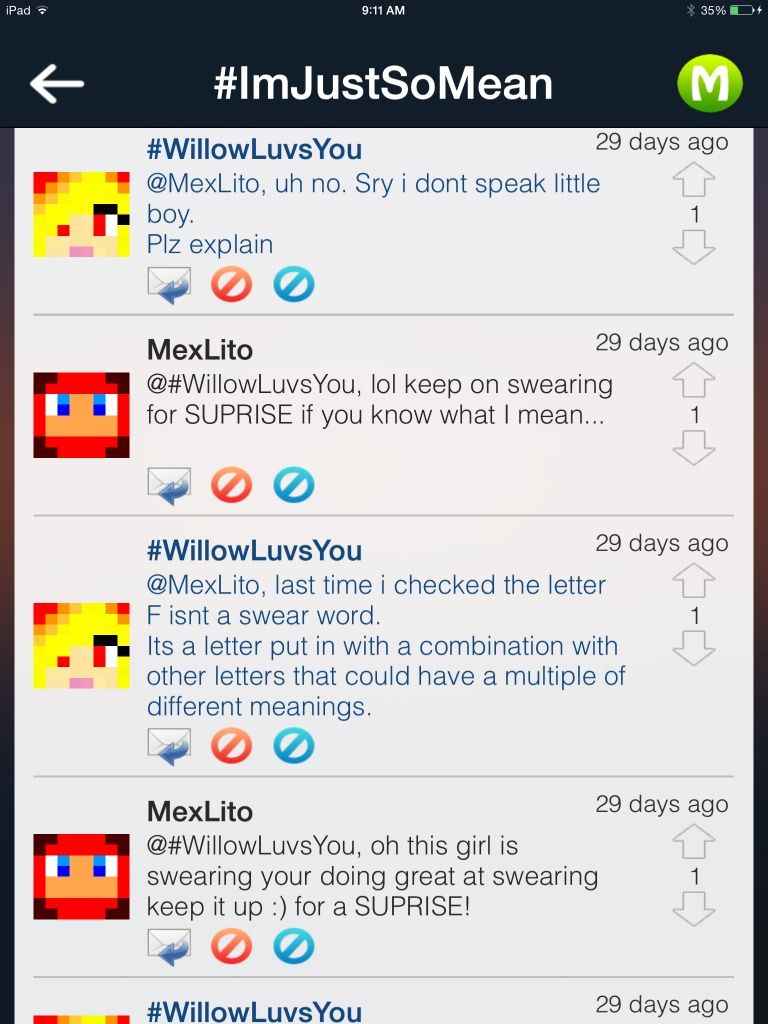 iPad 9:11 AM 35%
#ImJustSoMean M
#WillowLuvsYou 29 days ago
@MexLito, uh no. Sry i dont speak little
boy.
1
Plz explain
MexLito 29 days ago
@#WillowLuvsYou, lol keep on swearing
for SUPRISE if you know what I mean...
1
#WillowLuvsYou 29 days ago
@MexLito, last time i checked the letter
F isnt a swear word.
1
Its a letter put in with a combination with
other letters that could have a multiple of
different meanings.
MexLito 29 days ago
@#WillowLuvsYou, oh this girl is
swearing your doing great at swearing
1
keep it up :) for a SUPRISE!
#WillowLuvsYou 29 days ago